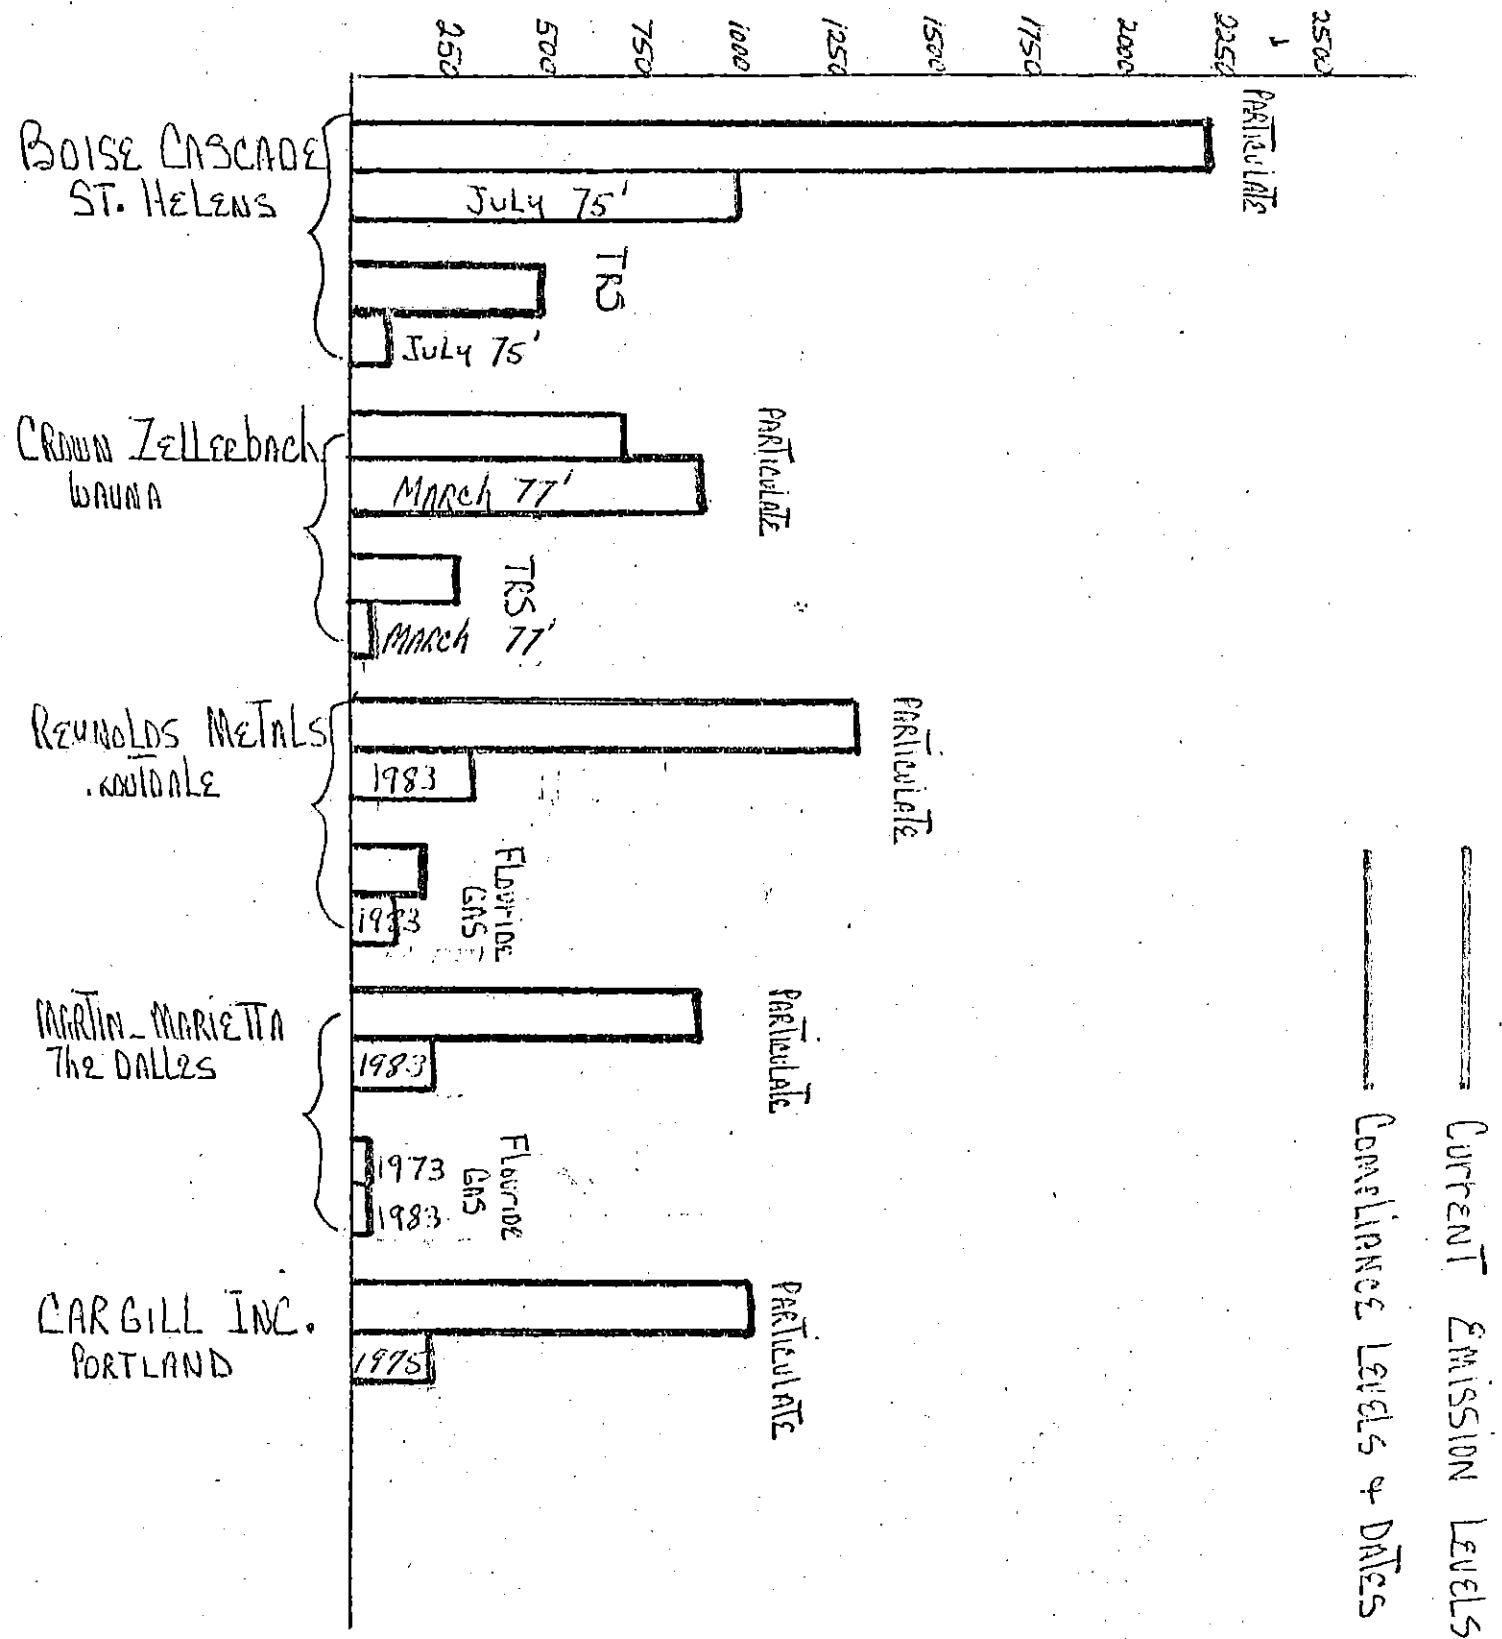 250
500
750
1000
1250
1500
1750
2000
2250
2500
BOISE CASCADE
ST. HELENS
PARTICULATE
July 75'
TRS
July 75'
CROWN ZELLERbACh
WAUNA
PARTICULATE
MARCh 77'
TRS
MARCh 77'
REYNOLDS METALS
PARTICULATE
1983
FLOURIDE
GAS
1983
MARTIN-MARIETTA
The DALLES
PARTICULATE
1983
FLOURIDE
GAS
1973
1983
CARGILL INC.
PORTLAND
PARTICULATE
1975
CURRENT EMISSION LEVELS
COMPLIANCE LEVELS + DATES